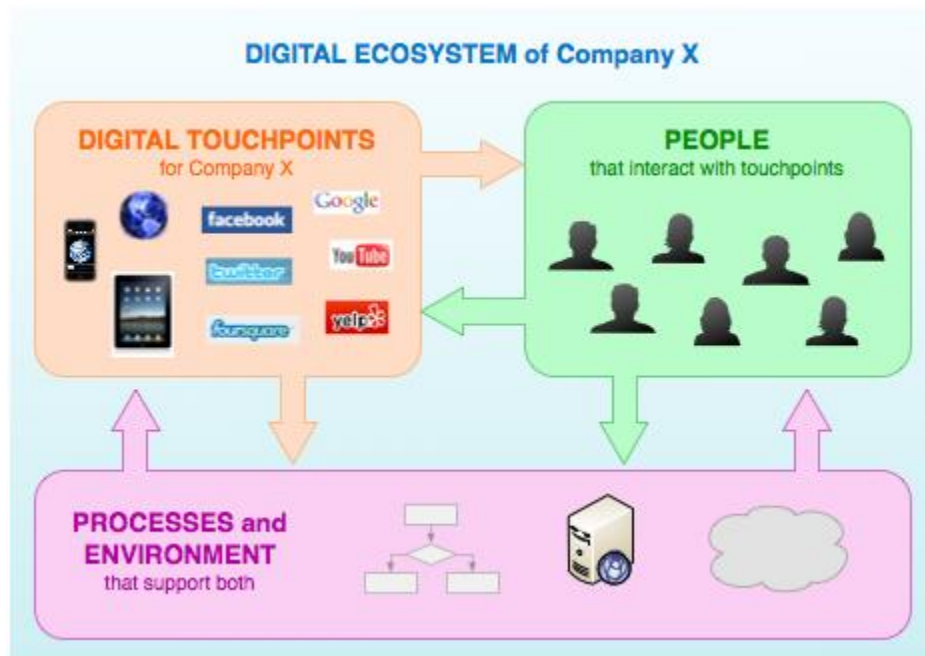 DIGITAL ECOSYSTEM of Company X
DIGITAL TOUCHPOINTS
for Company X
facebook
Google
twitter
YouTube
foursquare
yelp
PEOPLE
that interact with touchpoints
PROCESSES and
ENVIRONMENT
that support both